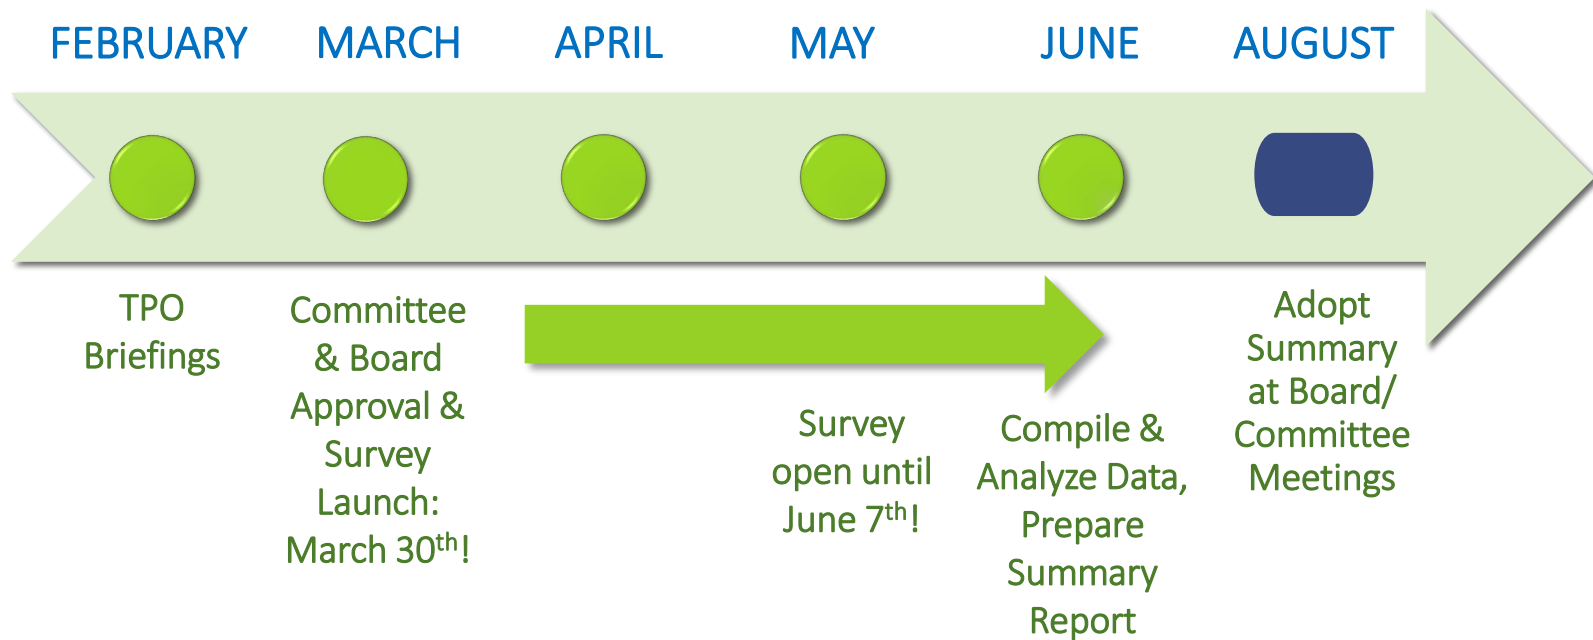 FEBRUARY MARCH APRIL MAY JUNE AUGUST
TPO
Briefings
Committee
& Board
Approval &
Survey
Launch:
March 30th!
Survey
open until
June 7th!
Compile &
Analyze Data,
Prepare
Summary
Report
Adopt
Summary
at Board/
Committee
Meetings